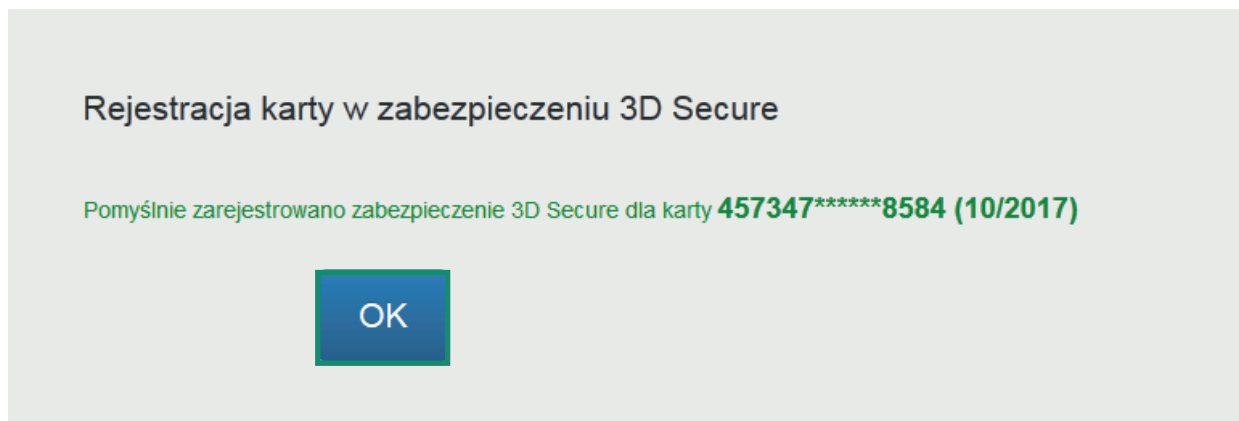 Rejestracja karty w zabezpieczeniu 3D Secure
Pomyślnie zarejestrowano zabezpieczenie 3D Secure dla karty 457347******8584 (10/2017)
OK